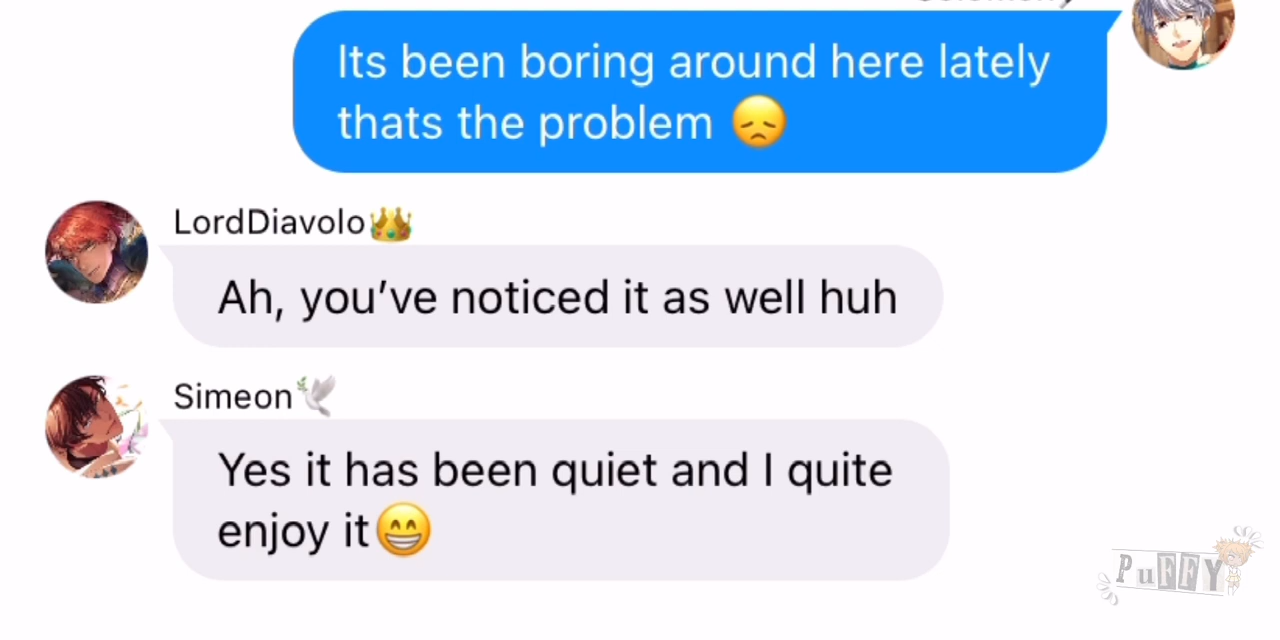 Its been boring around here lately
thats the problem 😞
LordDiavolo👑
Ah, you’ve noticed it as well huh
Simeon🕊️
Yes it has been quiet and I quite
enjoy it😁
PuFFY